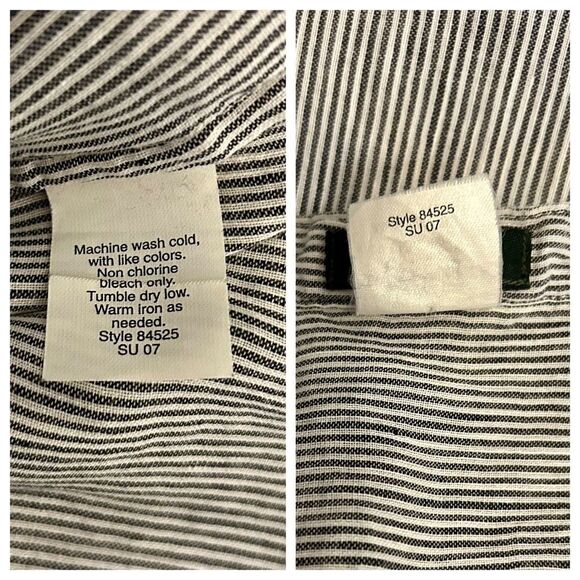 Machine wash cold,
with like colors.
Non chlorine
bleach only.
Tumble dry low.
Warm iron as
needed.
Style 84525
SU 07
Style 84525
SU 07